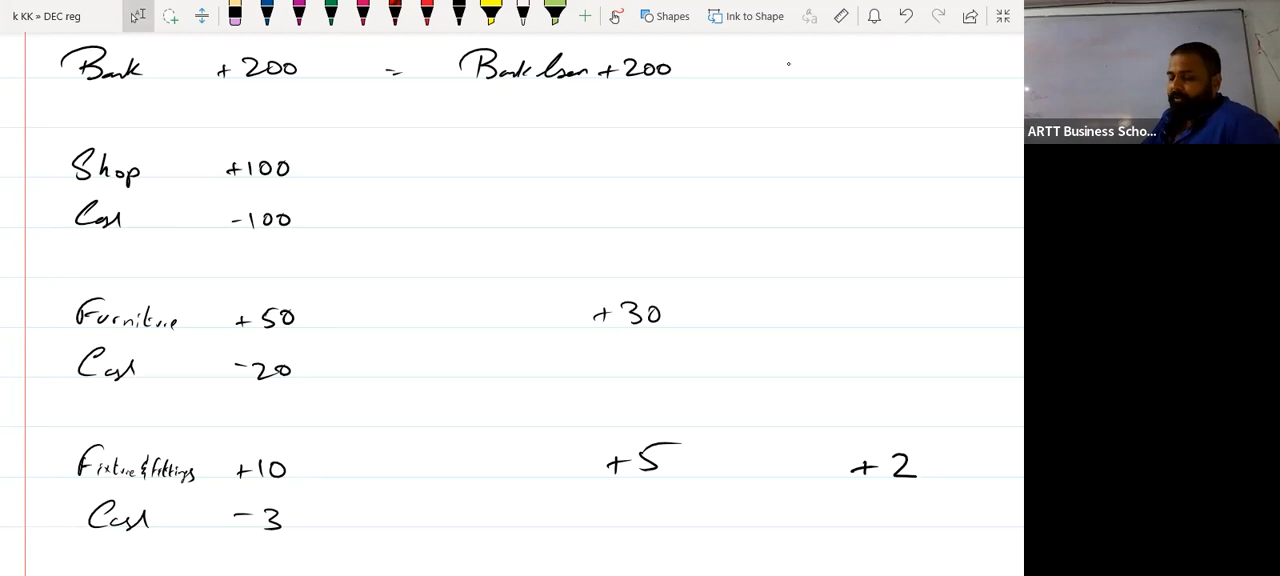 k KK » DEC reg Shapes Ink to Shape
ARTT Business Scho...
Bank +200 = Bank loan +200
Shop +100
Cash -100
Furniture +50 +30
Cash -20
Fixture & fittings +10 +5 +2
Cash -3